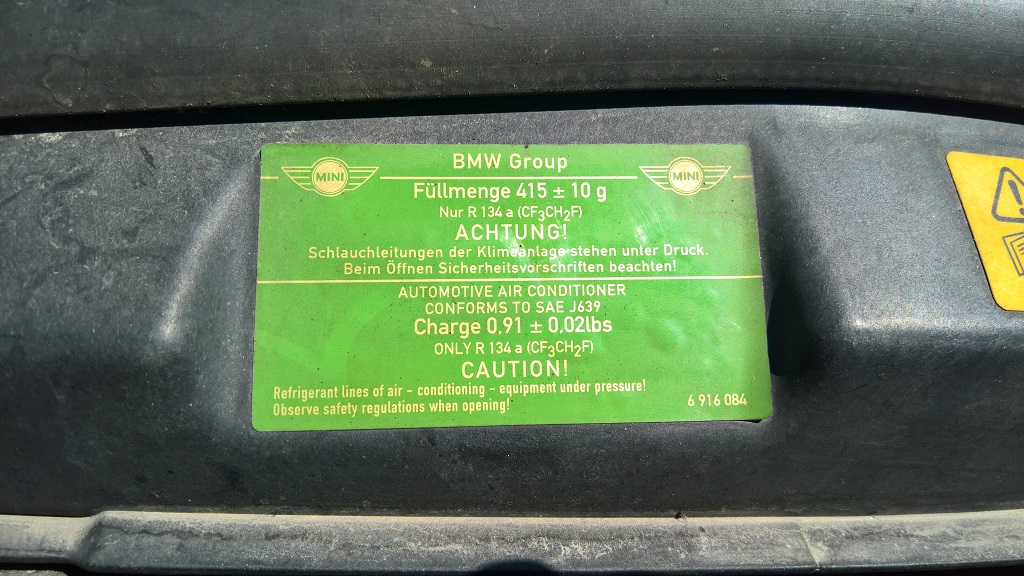 BMW Group
MINI MINI
Füllmenge 415 ± 10 g
Nur R 134 a (CF₃CH₂F)
ACHTUNG!
Schlauchleitungen der Klimaanlage stehen unter Druck.
Beim Öffnen Sicherheitsvorschriften beachten!
AUTOMOTIVE AIR CONDITIONER
CONFORMS TO SAE J639
Charge 0,91 ± 0,02lbs
ONLY R 134 a (CF₃CH₂F)
CAUTION!
Refrigerant lines of air - conditioning - equipment under pressure!
Observe safety regulations when opening!
6 916 084